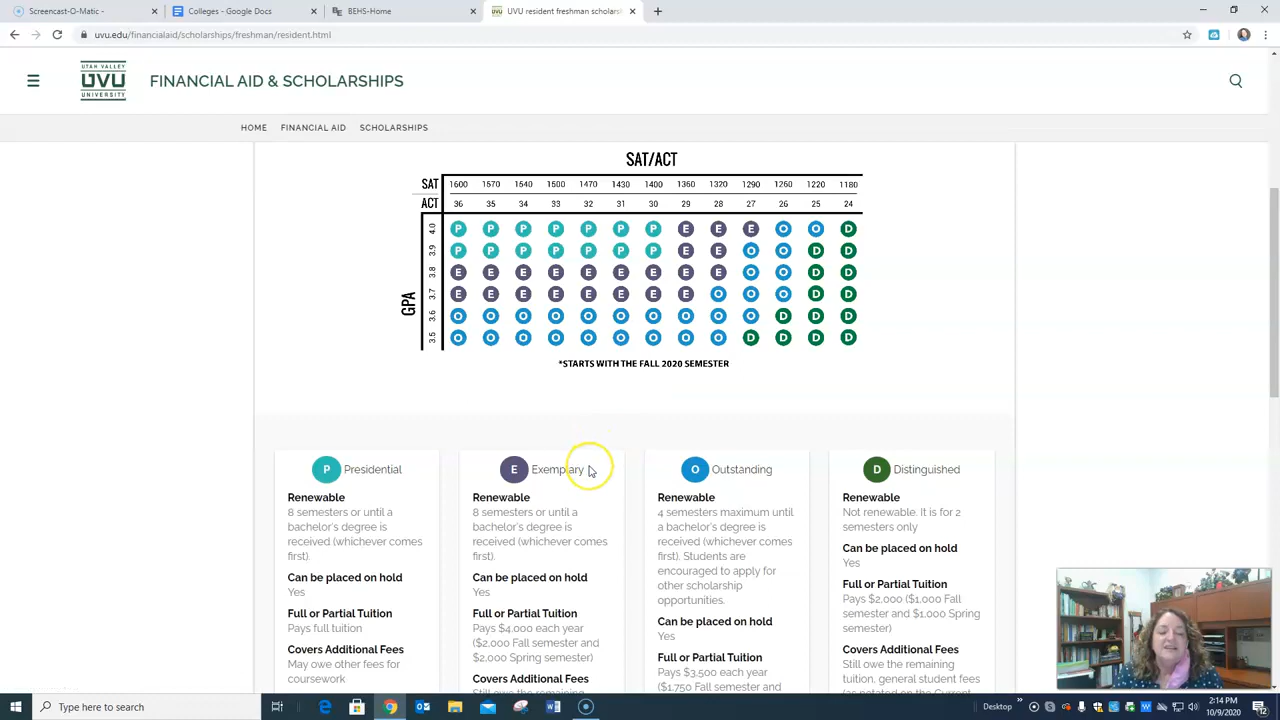 Screencast-O-Matic -
Colleges - Google Docs
BEHS-Home
UVU resident freshman scholarsh
uvu.edu/financialaid/scholarships/freshman/resident.html
UTAH VALLEY
UVU
UNIVERSITY
FINANCIAL AID & SCHOLARSHIPS
HOME FINANCIAL AID SCHOLARSHIPS
SAT/ACT
SAT 1600 1570 1540 1500 1470 1430 1400 1360 1320 1290 1260 1220 1180
ACT 36 35 34 33 32 31 30 29 28 27 26 25 24
GPA
4.0 P P P P P P P E E E O O D
3.9 P P P P P P P E E O O D D
3.8 E E E E E E E E E O O D D
3.7 E E E E E E E E O O O D D
3.6 O O O O O O O O O O D D D
3.5 O O O O O O O O O D D D D
*STARTS WITH THE FALL 2020 SEMESTER
P Presidential
Renewable
8 semesters or until a
bachelor's degree is
received (whichever comes
first).
Can be placed on hold
Yes
Full or Partial Tuition
Pays full tuition
Covers Additional Fees
May owe other fees for
coursework
E Exemplary
Renewable
8 semesters or until a
bachelor's degree is
received (whichever comes
first).
Can be placed on hold
Yes
Full or Partial Tuition
Pays $4,000 each year
($2,000 Fall semester and
$2,000 Spring semester)
Covers Additional Fees
Still owe the remaining
O Outstanding
Renewable
4 semesters maximum until
a bachelor's degree is
received (whichever comes
first). Students are
encouraged to apply for
other scholarship
opportunities.
Can be placed on hold
Yes
Full or Partial Tuition
Pays $3,500 each year
($1,750 Fall semester and
D Distinguished
Renewable
Not renewable. It is for 2
semesters only
Can be placed on hold
Yes
Full or Partial Tuition
Pays $2,000 ($1,000 Fall
semester and $1,000 Spring
semester)
Covers Additional Fees
Still owe the remaining
tuition, general student fees
(as notated on the Current
Type here to search
Desktop
2:14 PM
10/9/2020
12